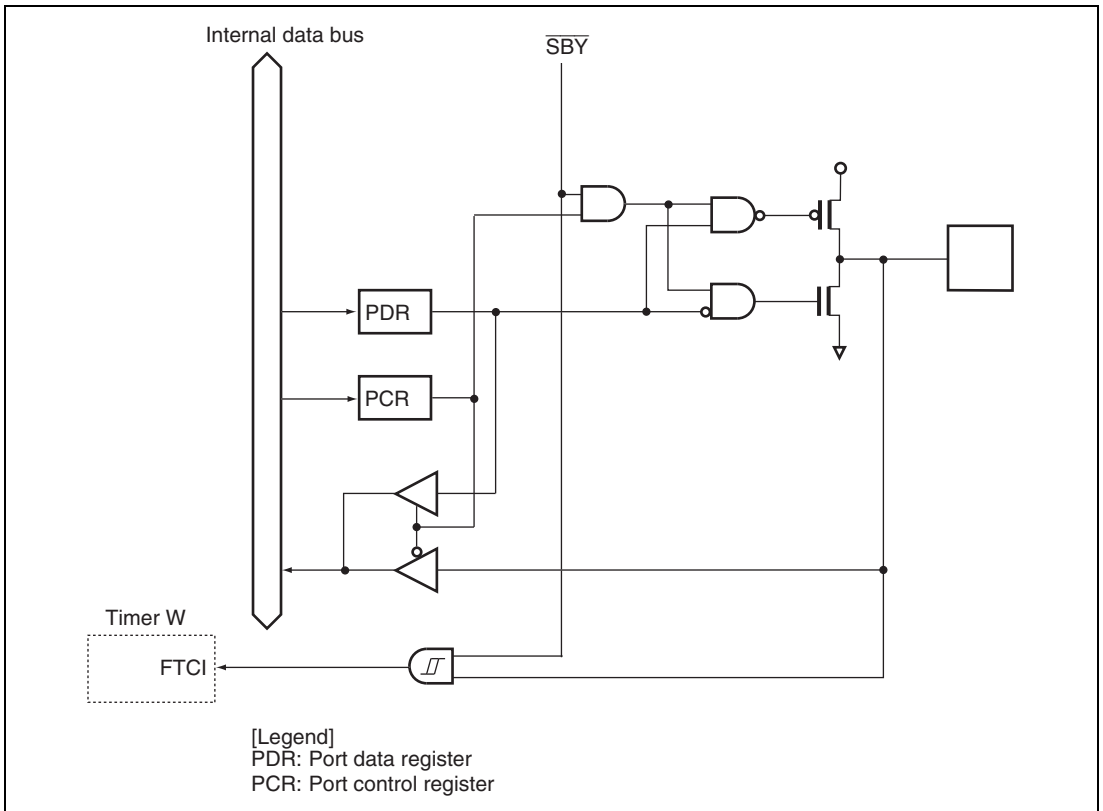 Internal data bus
SBY
PDR
PCR
Timer W
FTCI
[Legend]
PDR: Port data register
PCR: Port control register